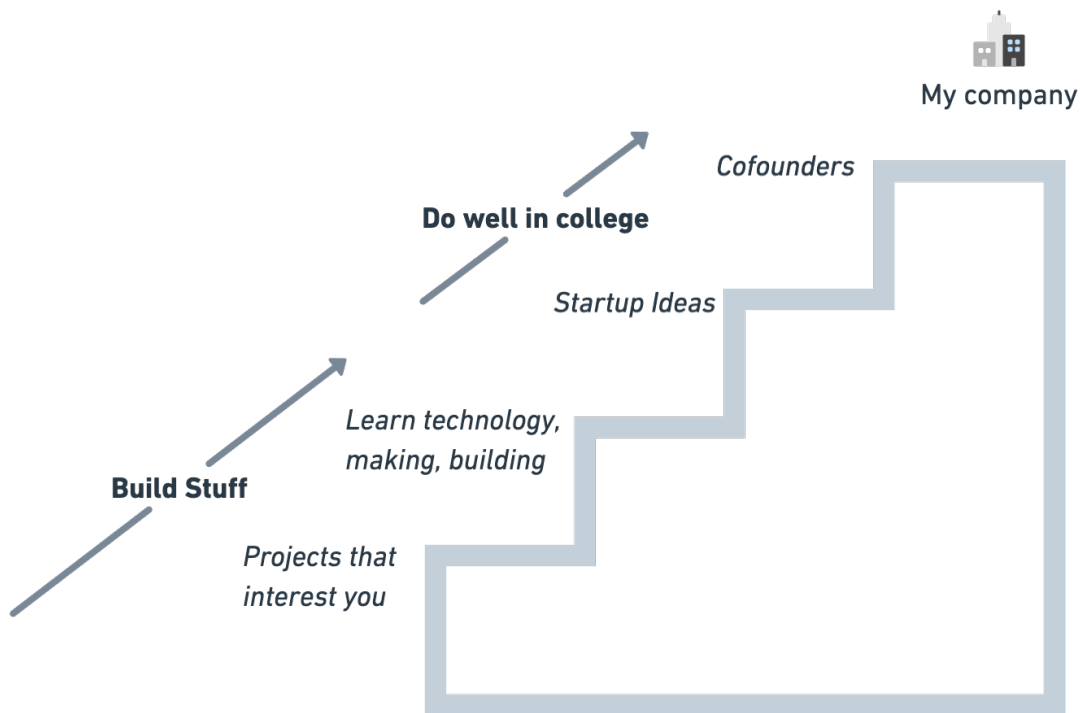 My company
Cofounders
Do well in college
Startup Ideas
Learn technology,
making, building
Build Stuff
Projects that
interest you